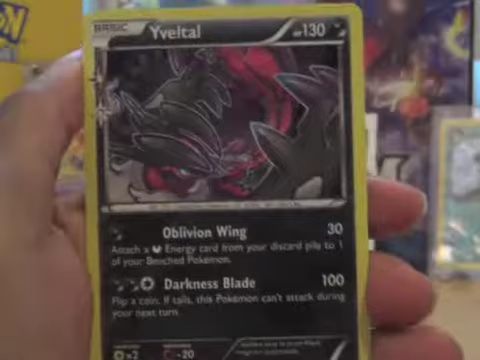 BASIC Yveltal HP130
Oblivion Wing 30
Attach a Energy card from your discard pile to 1
of your Benched Pokémon.
Darkness Blade 100
Flip a coin. If tails, this Pokémon can't attack during
your next turn.
×2 -20